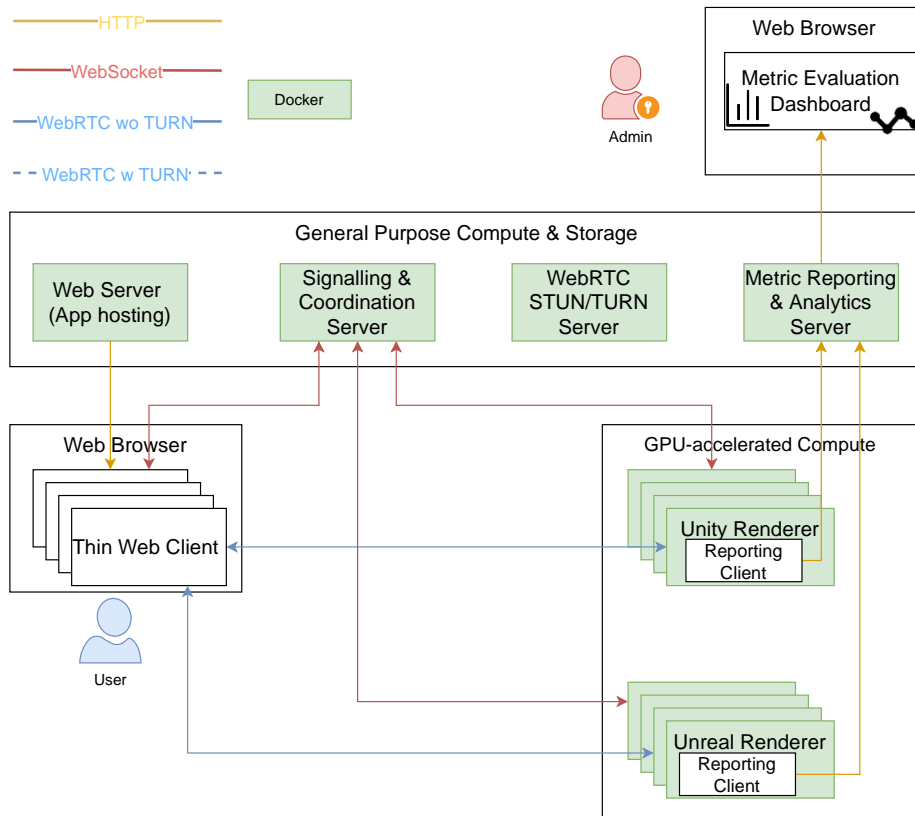 HTTP
WebSocket
WebRTC wo TURN
WebRTC w TURN
Docker
Admin
Web Browser
Metric Evaluation
Dashboard
General Purpose Compute & Storage
Web Server
(App hosting)
Signalling &
Coordination
Server
WebRTC
STUN/TURN
Server
Metric Reporting
& Analytics
Server
Web Browser
Thin Web Client
User
GPU-accelerated Compute
Unity Renderer
Reporting
Client
Unreal Renderer
Reporting
Client